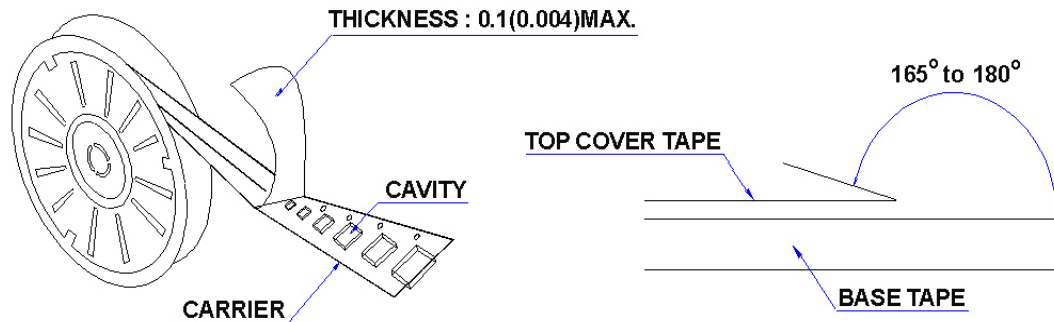 THICKNESS : 0.1(0.004)MAX.
CAVITY
CARRIER
165° to 180°
TOP COVER TAPE
BASE TAPE